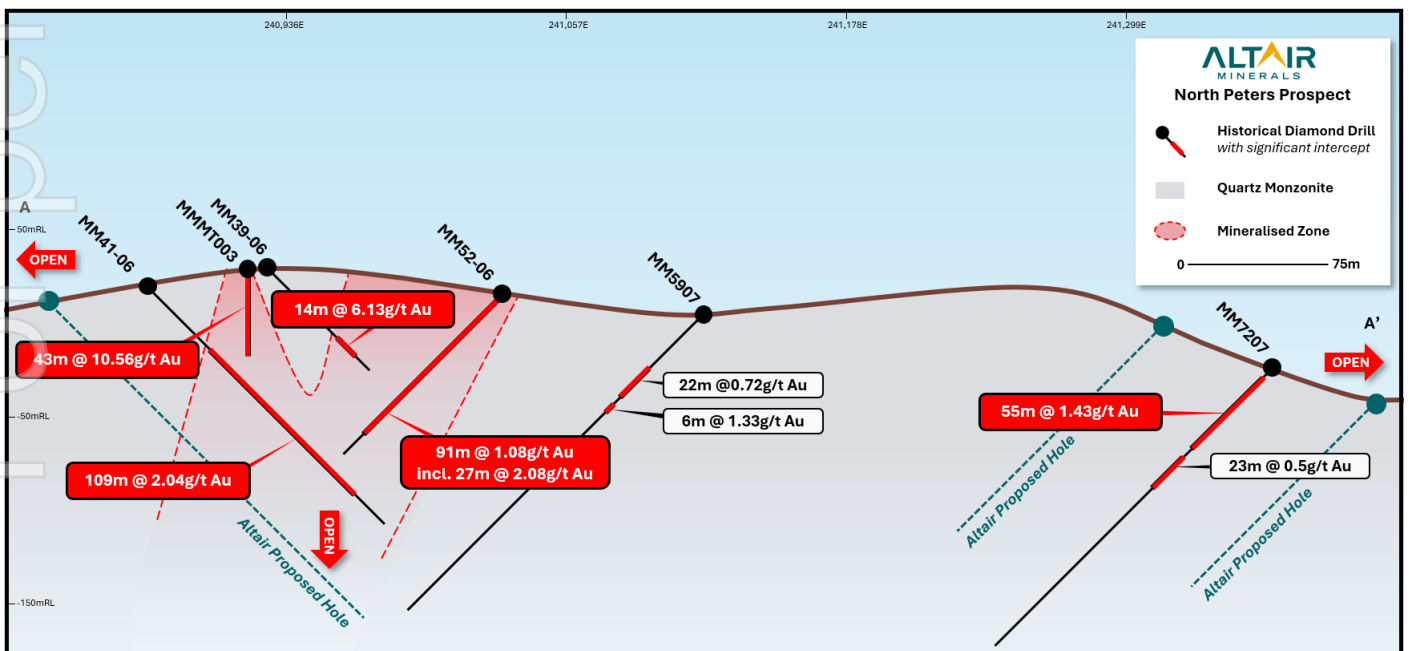 240,936E
241,057E
241,178E
241,299E
ALTAIR
MINERALS
North Peters Prospect
Historical Diamond Drill
with significant intercept
Quartz Monzonite
Mineralised Zone
0
75m
A
50mRL
OPEN
MM41-06
MMMT003
MM39-06
MM52-06
MM5907
MM7207
A’
OPEN
14m @ 6.13g/t Au
43m @ 10.56g/t Au
22m @0.72g/t Au
6m @ 1.33g/t Au
55m @ 1.43g/t Au
-50mRL
91m @ 1.08g/t Au
incl. 27m @ 2.08g/t Au
109m @ 2.04g/t Au
23m @ 0.5g/t Au
OPEN
Altair Proposed Hole
Altair Proposed Hole
Altair Proposed Hole
-150mRL